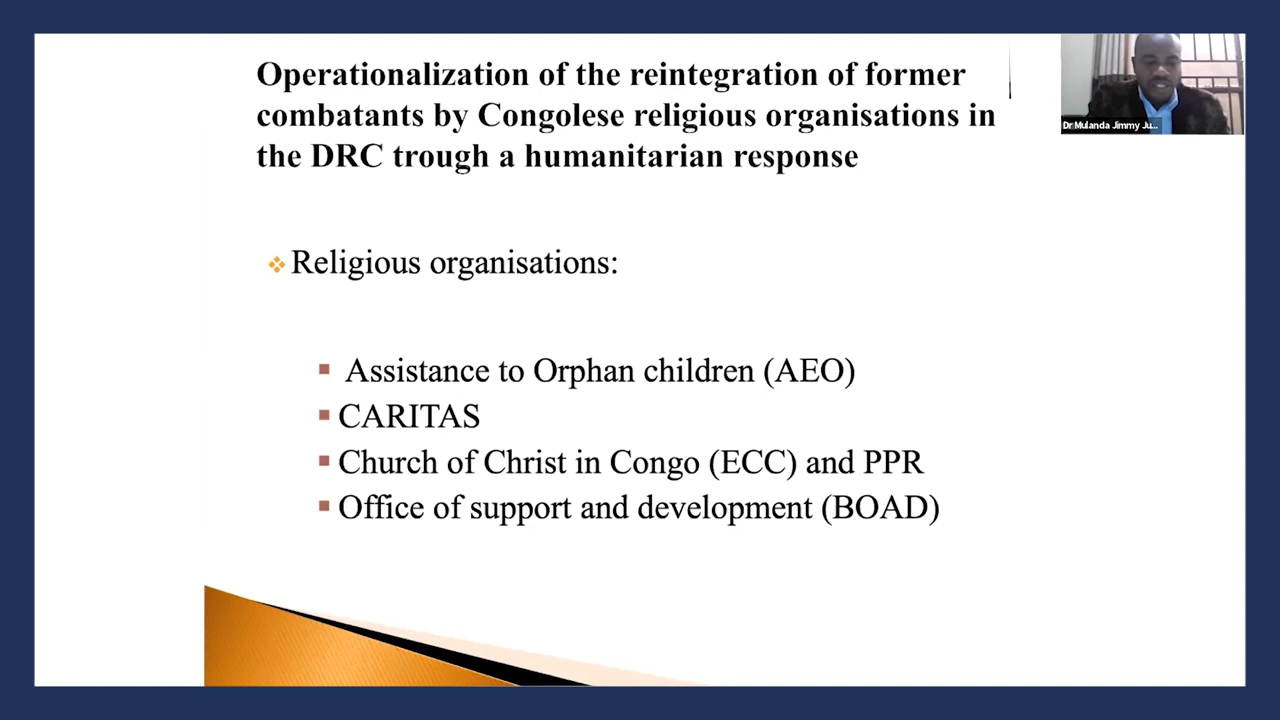 Operationalization of the reintegration of former
combatants by Congolese religious organisations in
the DRC trough a humanitarian response
Dr Mulanda Jimmy Ju...
Religious organisations:
Assistance to Orphan children (AEO)
CARITAS
Church of Christ in Congo (ECC) and PPR
Office of support and development (BOAD)